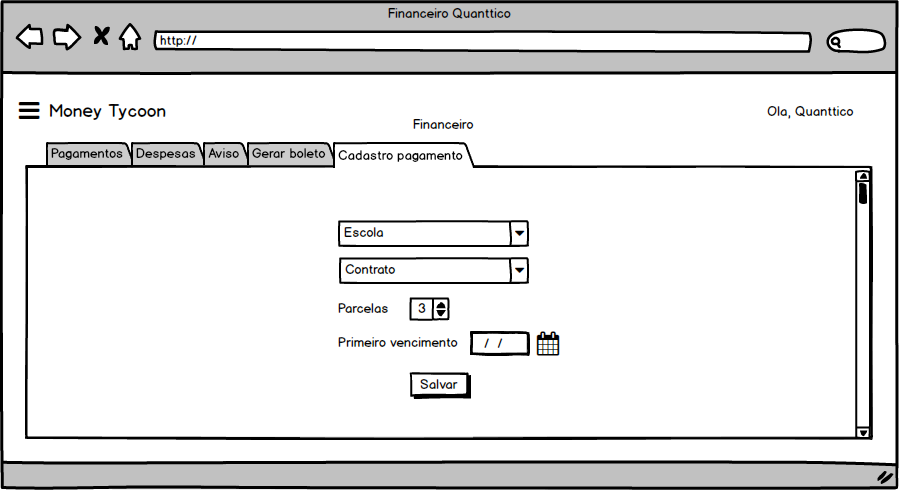 Financeiro Quanttico
http://
Money Tycoon
Ola, Quanttico
Financeiro
Pagamentos Despesas Aviso Gerar boleto Cadastro pagamento
Escola
Contrato
Parcelas 3
Primeiro vencimento / /
Salvar